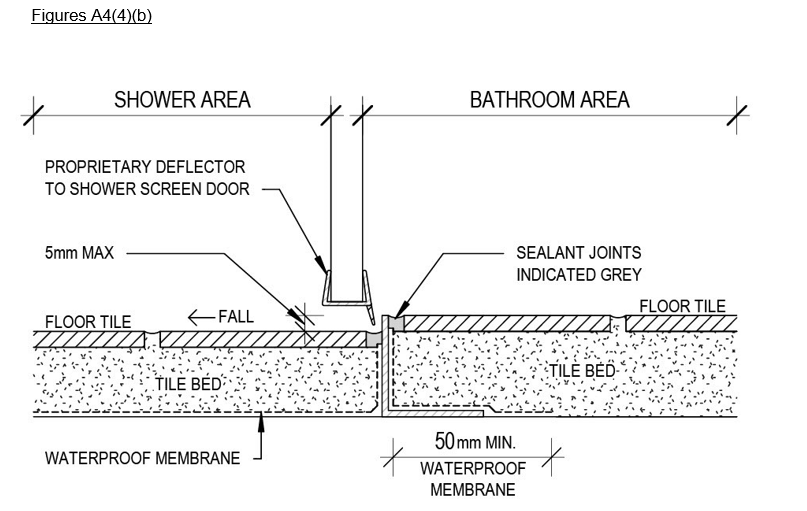 Figures A4(4)(b)
SHOWER AREA
BATHROOM AREA
PROPRIETARY DEFLECTOR
TO SHOWER SCREEN DOOR
5mm MAX
SEALANT JOINTS
INDICATED GREY
FLOOR TILE
FALL
FLOOR TILE
TILE BED
TILE BED
WATERPROOF MEMBRANE
50mm MIN.
WATERPROOF
MEMBRANE